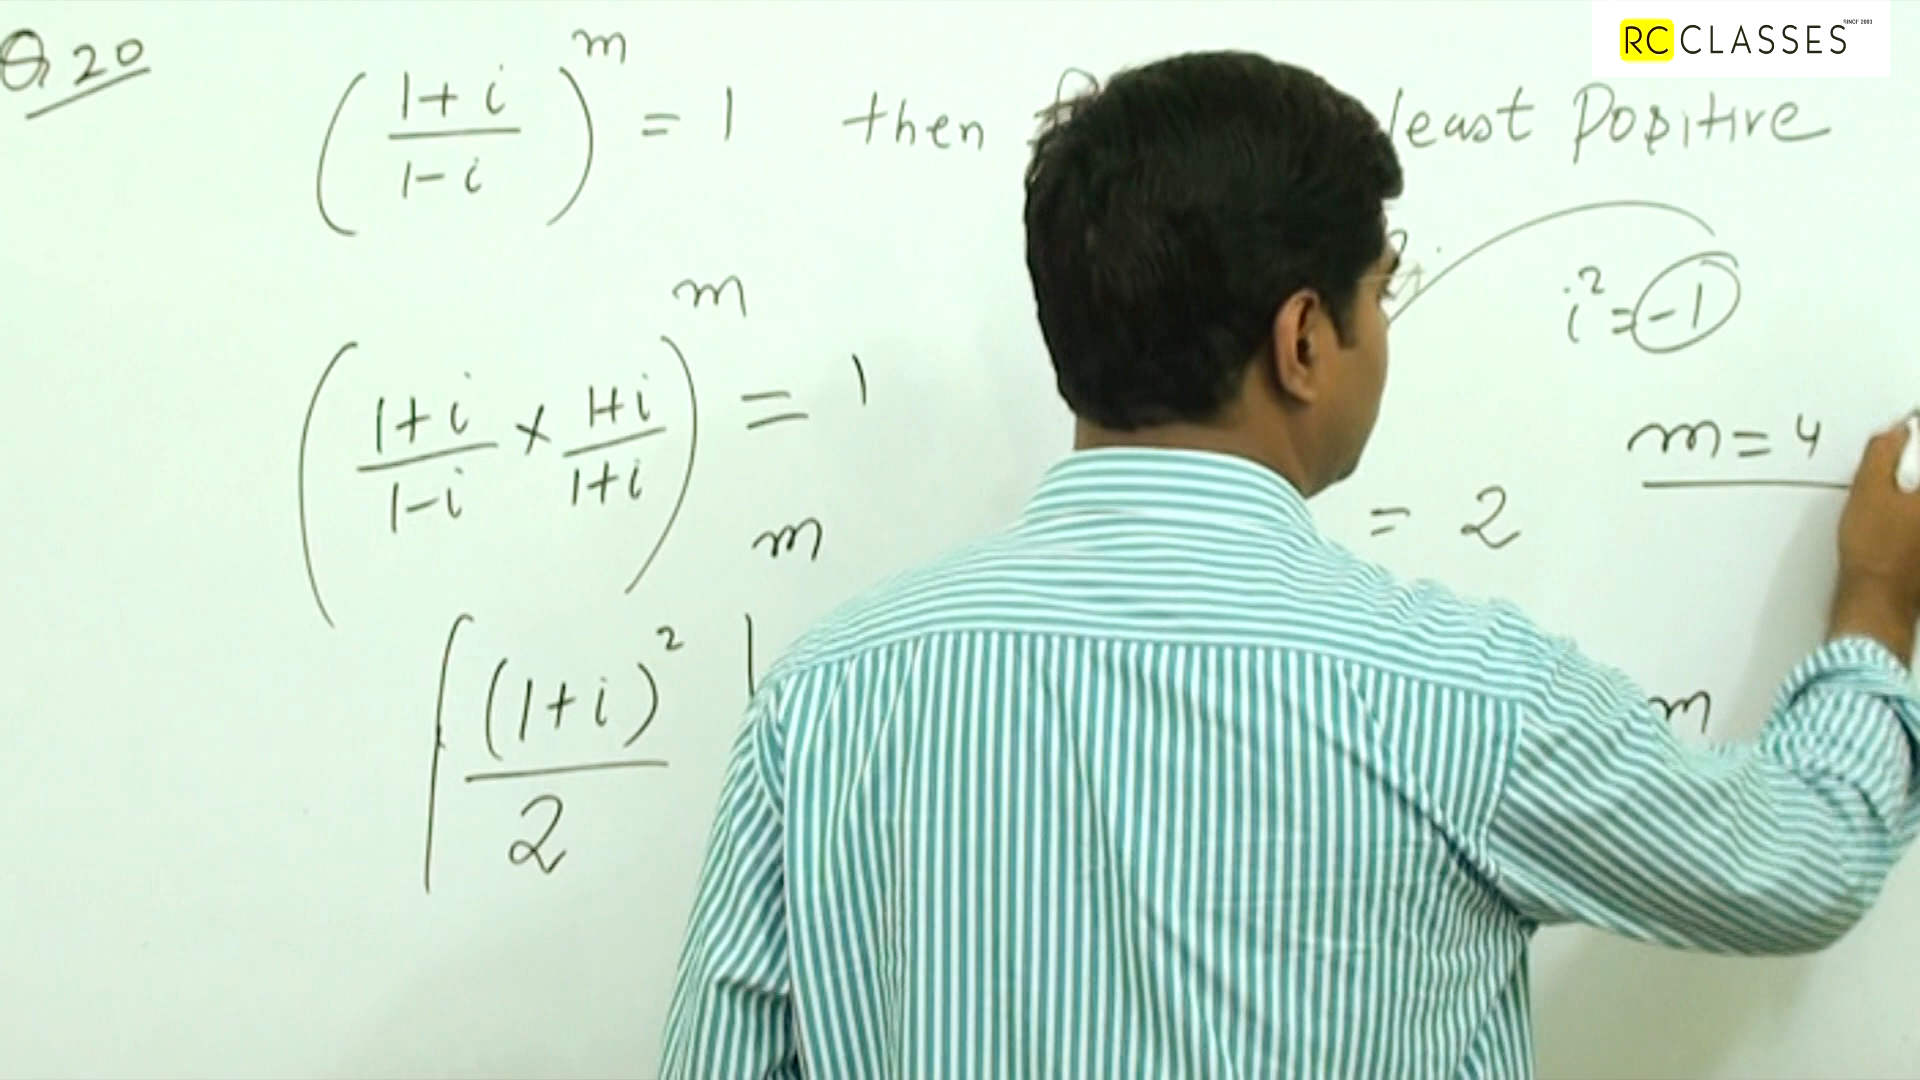 RC CLASSES SINCE 2003
Q 20
(1+i / 1-i)^m = 1 then least Positive
i² = -1
(1+i / 1-i × 1+i / 1+i)^m = 1
m = 4
= 2
m
[(1+i)² / 2
m